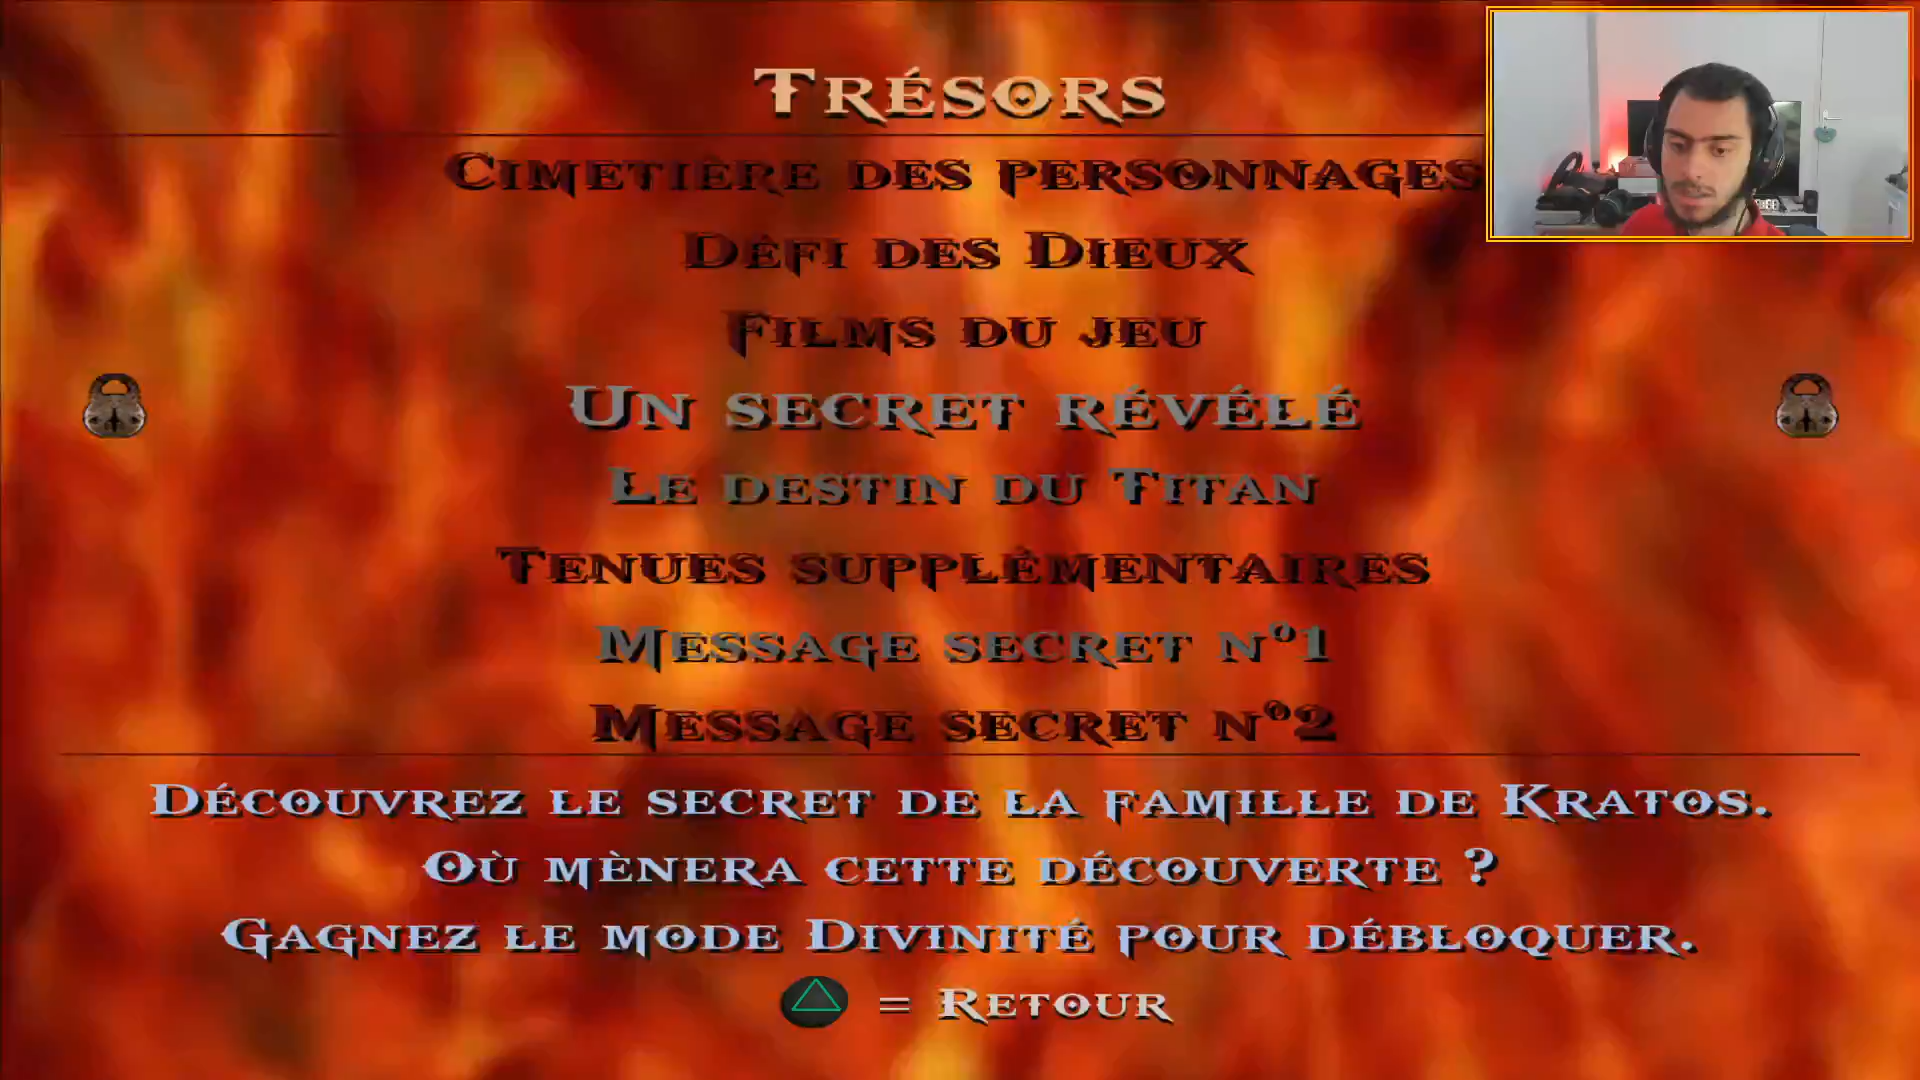 Trésors
Cimetière des personnages
Défi des Dieux
Films du jeu
Un secret révélé
Le destin du Titan
Tenues supplémentaires
Message secret n°1
Message secret n°2
Découvrez le secret de la famille de Kratos.
Où mènera cette découverte ?
Gagnez le mode Divinité pour débloquer.
= Retour